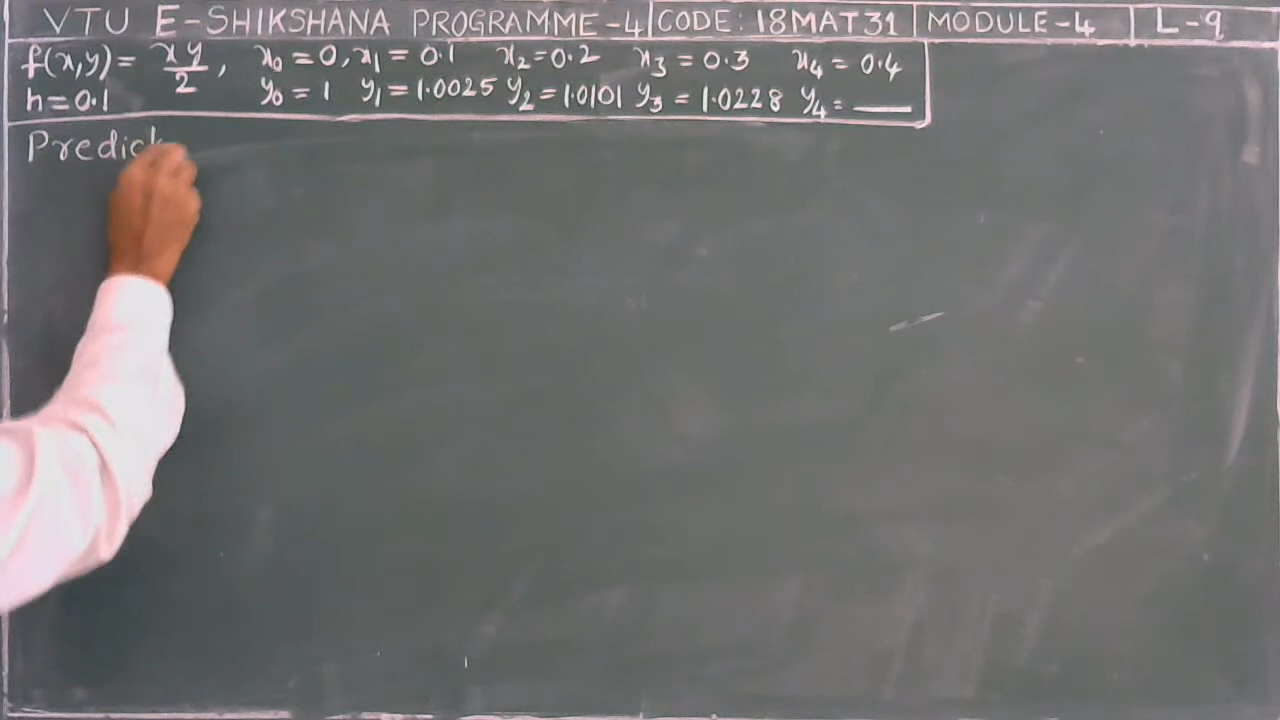 VTU E-SHIKSHANA PROGRAMME-4 CODE: 18MAT31 MODULE-4 L-9
f(x,y) = xy/2, x₀ = 0, x₁ = 0.1 x₂ = 0.2 x₃ = 0.3 x₄ = 0.4
h = 0.1 y₀ = 1 y₁ = 1.0025 y₂ = 1.0101 y₃ = 1.0228 y₄ = ____
Predic